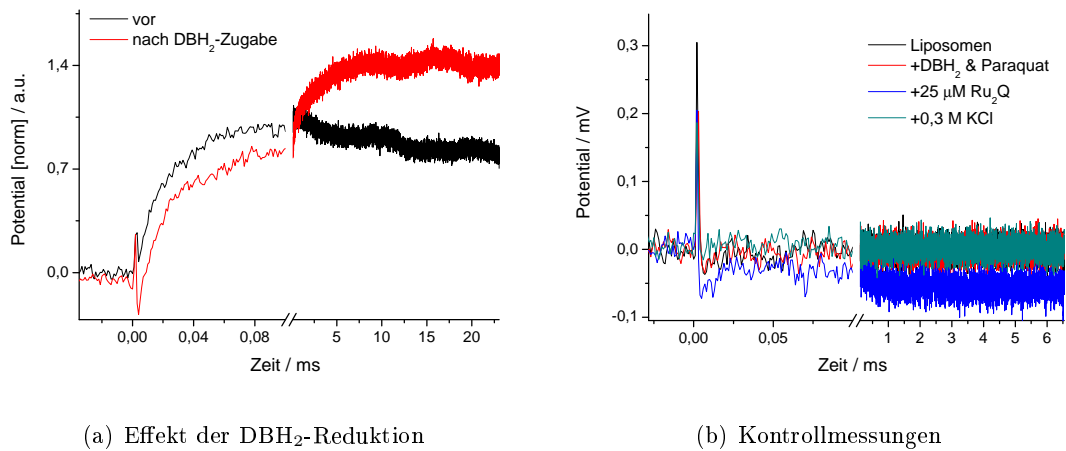 vor
nach DBH₂-Zugabe
Potential [norm] / a.u.
1,4
0,7
0,0
0,00 0,04 0,08 5 10 15 20
Zeit / ms
(a) Effekt der DBH₂-Reduktion
Liposomen
+DBH₂ & Paraquat
+25 µM Ru₂Q
+0,3 M KCl
Potential / mV
0,3
0,2
0,1
0,0
-0,1
0,00 0,05 1 2 3 4 5 6
Zeit / ms
(b) Kontrollmessungen